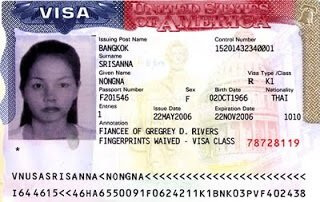 VISA UNITED STATES OF AMERICA
Issuing Post Name Control Number
BANGKOK 15201432340001
Surname
SRISANNA
Given Name Visa Type /Class
NONGNA R K1
Passport Number Sex Birth Date Nationality
F201546 F 02OCT1966 THAI
Entries Issue Date Expiration Date
1 22MAY2006 22NOV2006 1010
Annotation
FIANCEE OF GREGREY D. RIVERS
FINGERPRINTS WAIVED - VISA CLASS
78728119
*
VNUSASRISANNA<<NONGNA<<<<<<<<<<<<<<<<<<<<
I644615<<46HA6550091F0624211K1BNK03PVF402438